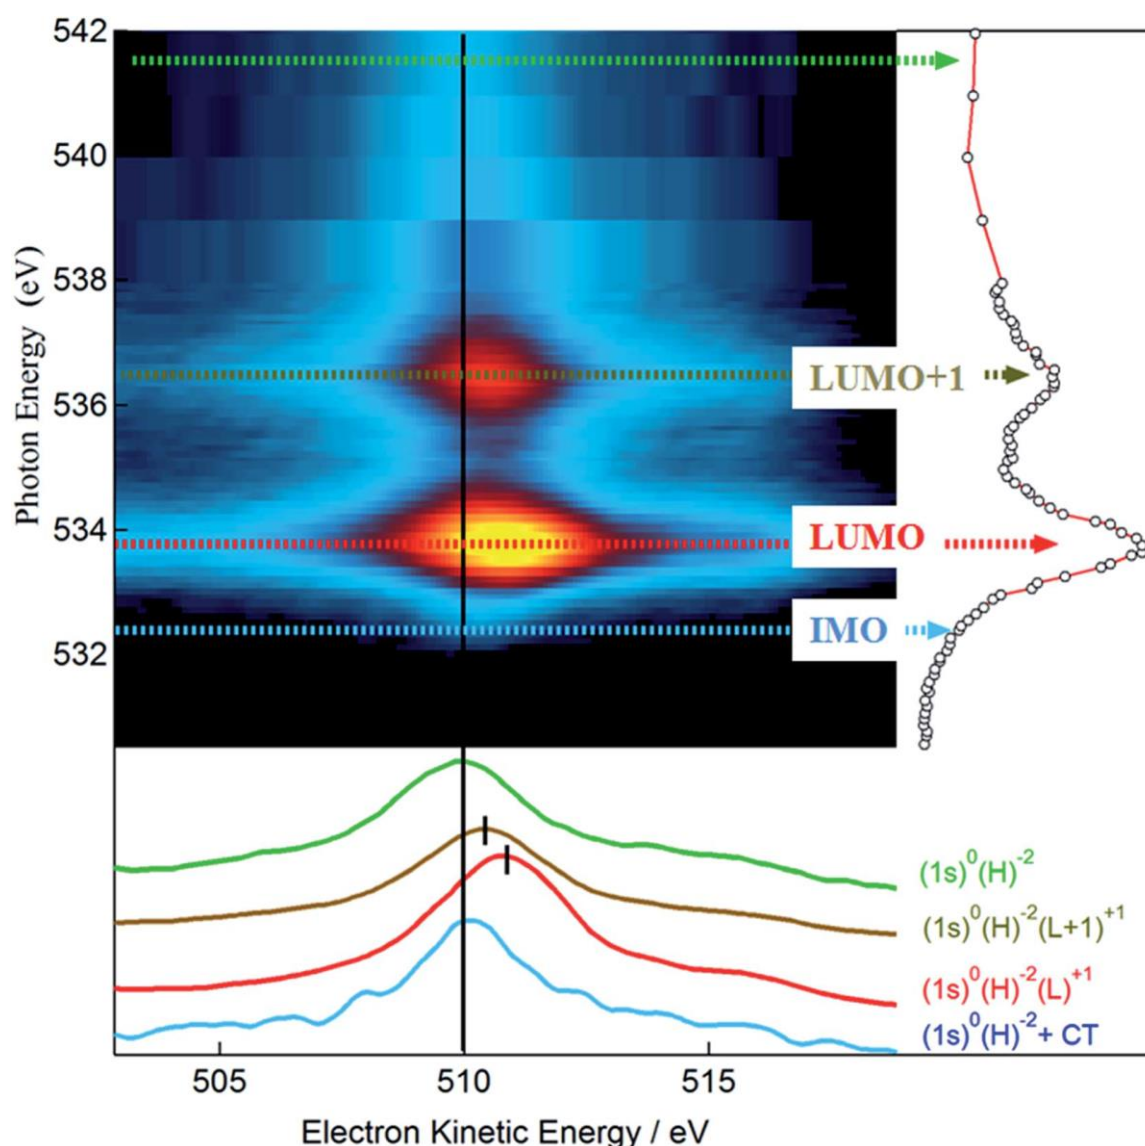 542
540
538
536
534
532
Photon Energy (eV)
LUMO+1
LUMO
IMO
(1s)⁰(H)⁻²
(1s)⁰(H)⁻²(L+1)⁺¹
(1s)⁰(H)⁻²(L)⁺¹
(1s)⁰(H)⁻²+ CT
505 510 515
Electron Kinetic Energy / eV